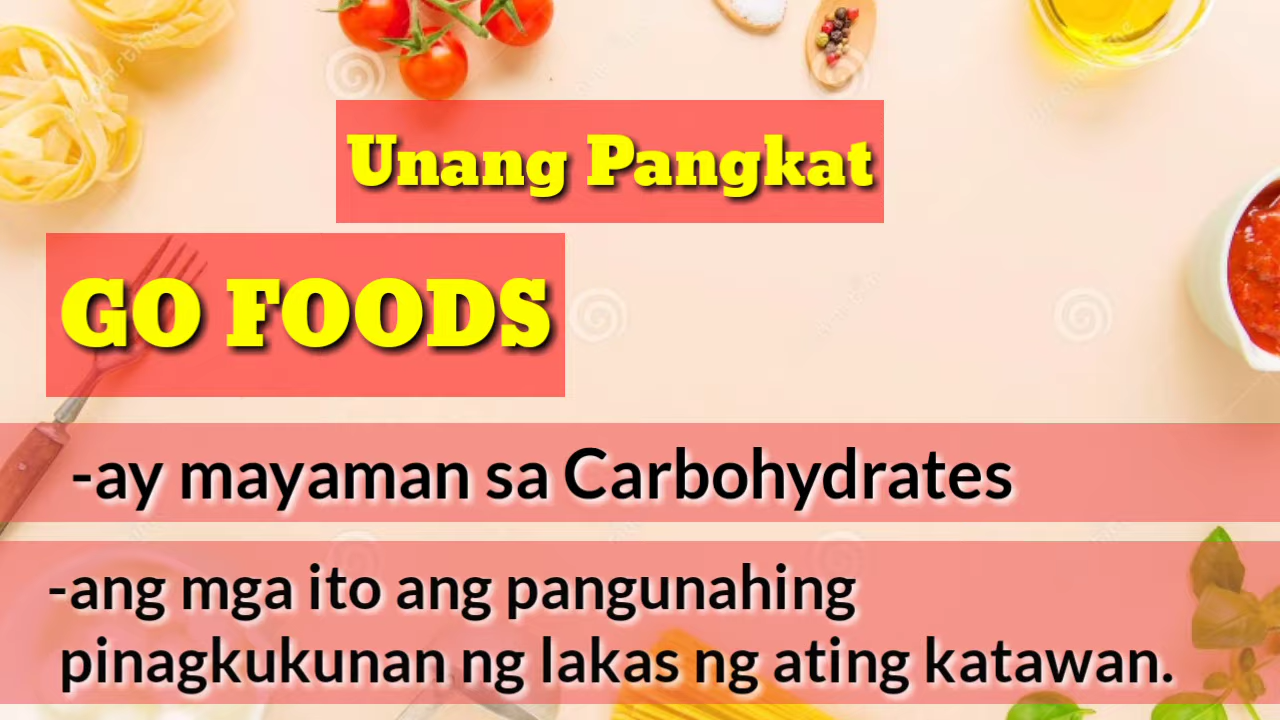 Unang Pangkat
GO FOODS
-ay mayaman sa Carbohydrates
-ang mga ito ang pangunahing
pinagkukunan ng lakas ng ating katawan.